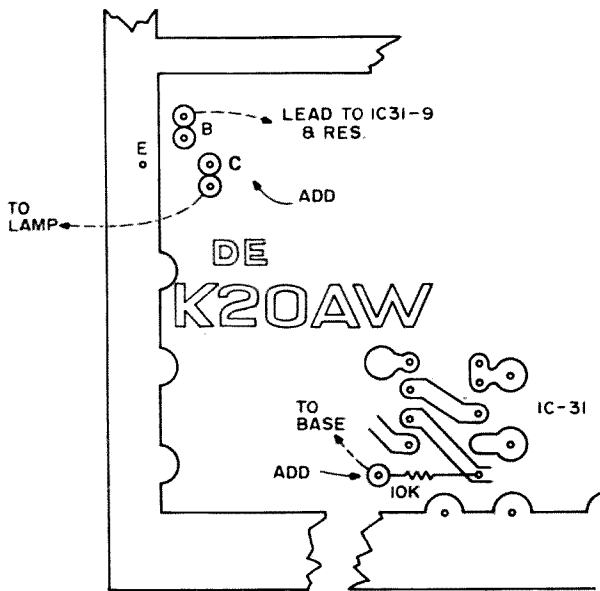 LEAD TO IC31-9
& RES.
B
E
C
ADD
TO
LAMP
DE
K2OAW
IC-31
TO
BASE
ADD
10K